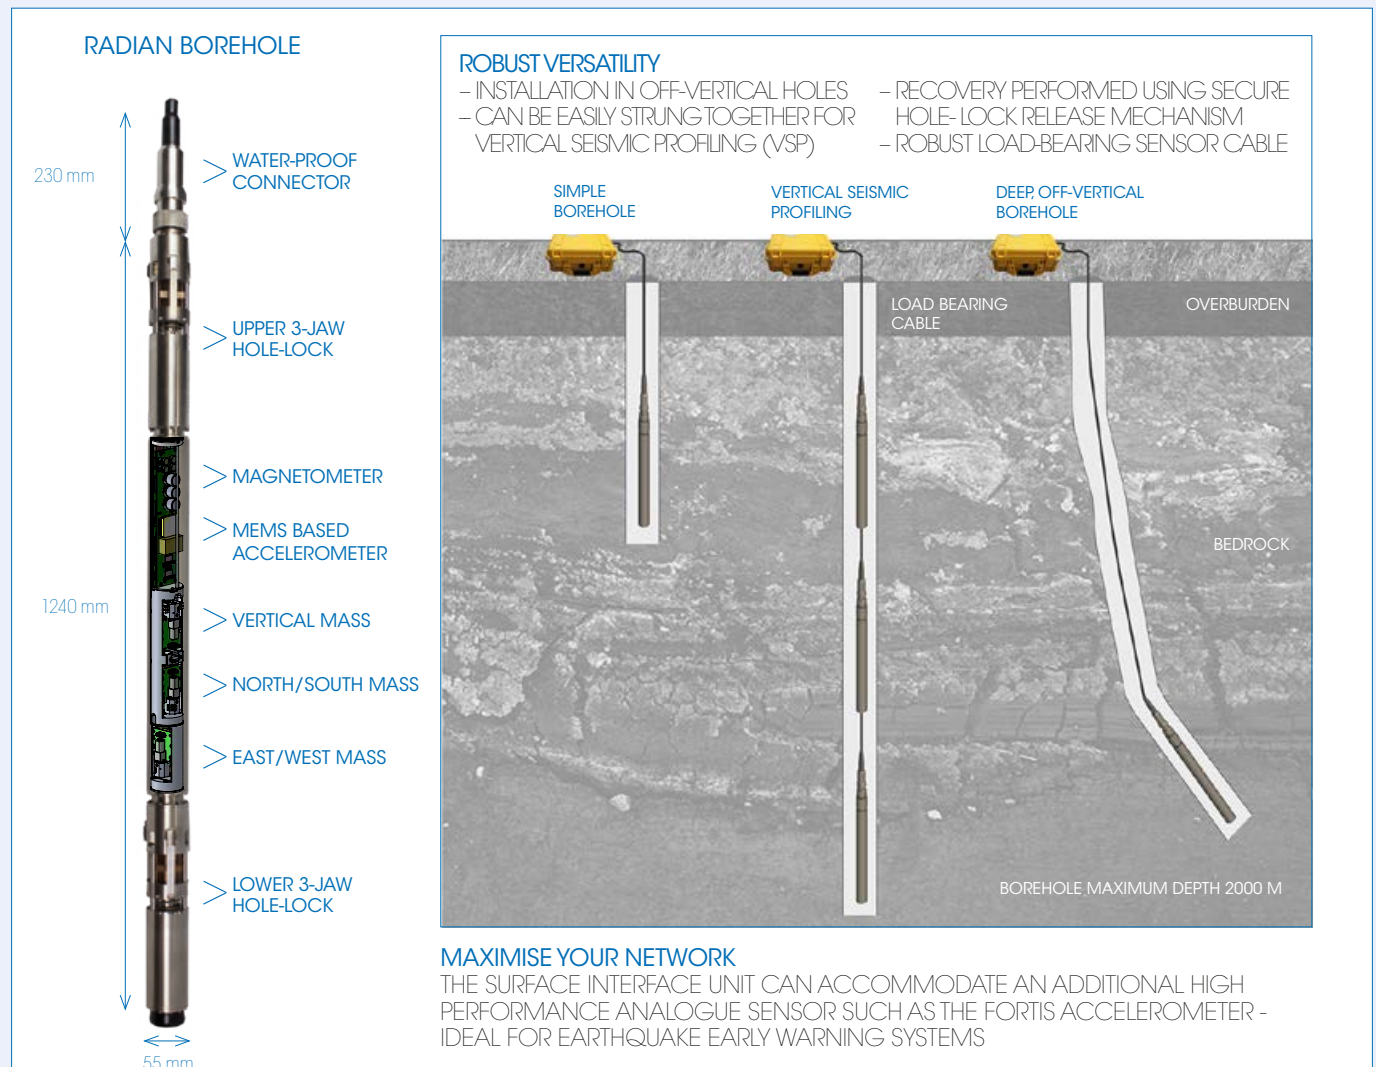 RADIAN BOREHOLE
230 mm
WATER-PROOF
CONNECTOR
UPPER 3-JAW
HOLE-LOCK
MAGNETOMETER
MEMS BASED
ACCELEROMETER
1240 mm
VERTICAL MASS
NORTH/SOUTH MASS
EAST/WEST MASS
LOWER 3-JAW
HOLE-LOCK
55 mm
ROBUST VERSATILITY
– INSTALLATION IN OFF-VERTICAL HOLES
– CAN BE EASILY STRUNG TOGETHER FOR
VERTICAL SEISMIC PROFILING (VSP)
– RECOVERY PERFORMED USING SECURE
HOLE- LOCK RELEASE MECHANISM
– ROBUST LOAD-BEARING SENSOR CABLE
SIMPLE
BOREHOLE
VERTICAL SEISMIC
PROFILING
DEEP, OFF-VERTICAL
BOREHOLE
LOAD BEARING
CABLE
OVERBURDEN
BEDROCK
BOREHOLE MAXIMUM DEPTH 2000 M
MAXIMISE YOUR NETWORK
THE SURFACE INTERFACE UNIT CAN ACCOMMODATE AN ADDITIONAL HIGH
PERFORMANCE ANALOGUE SENSOR SUCH AS THE FORTIS ACCELEROMETER -
IDEAL FOR EARTHQUAKE EARLY WARNING SYSTEMS